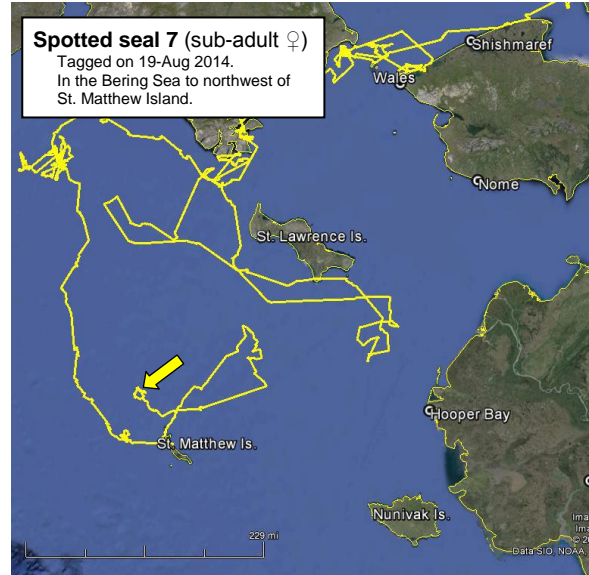 Spotted seal 7 (sub-adult ♀)
Tagged on 19-Aug 2014.
In the Bering Sea to northwest of
St. Matthew Island.
Shishmaref
Wales
Nome
St. Lawrence Is.
Hooper Bay
St. Matthew Is.
Nunivak Is.
229 mi
Data SIO, NOAA,